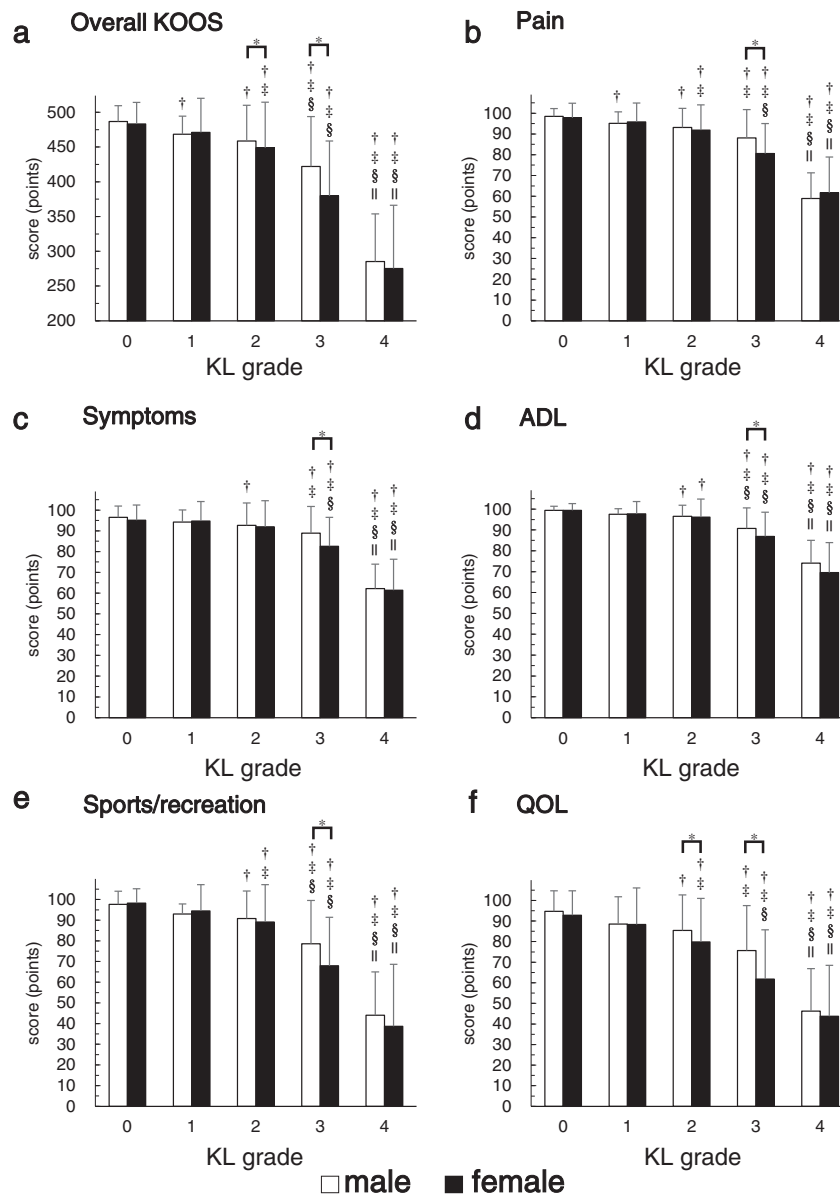 a Overall KOOS
*
*
† † † † ‡ † ‡ § † ‡ § † ‡ § || † ‡ § ||
score (points)
500
450
400
350
300
250
200
0 1 2 3 4
KL grade
b Pain
*
† † † ‡ † ‡ † ‡ § † ‡ § || † ‡ § ||
score (points)
100
90
80
70
60
50
40
30
20
10
0
0 1 2 3 4
KL grade
c Symptoms
*
† † ‡ † ‡ § † ‡ § || † ‡ § ||
score (points)
100
90
80
70
60
50
40
30
20
10
0
0 1 2 3 4
KL grade
d ADL
*
† † † ‡ § † ‡ § † ‡ § || † ‡ § ||
score (points)
100
90
80
70
60
50
40
30
20
10
0
0 1 2 3 4
KL grade
e Sports/recreation
*
† † ‡ † ‡ § † ‡ § † ‡ § || † ‡ § ||
score (points)
100
90
80
70
60
50
40
30
20
10
0
0 1 2 3 4
KL grade
f QOL
* *
† † ‡ † ‡ † ‡ § † ‡ § || † ‡ § ||
score (points)
100
90
80
70
60
50
40
30
20
10
0
0 1 2 3 4
KL grade
male female